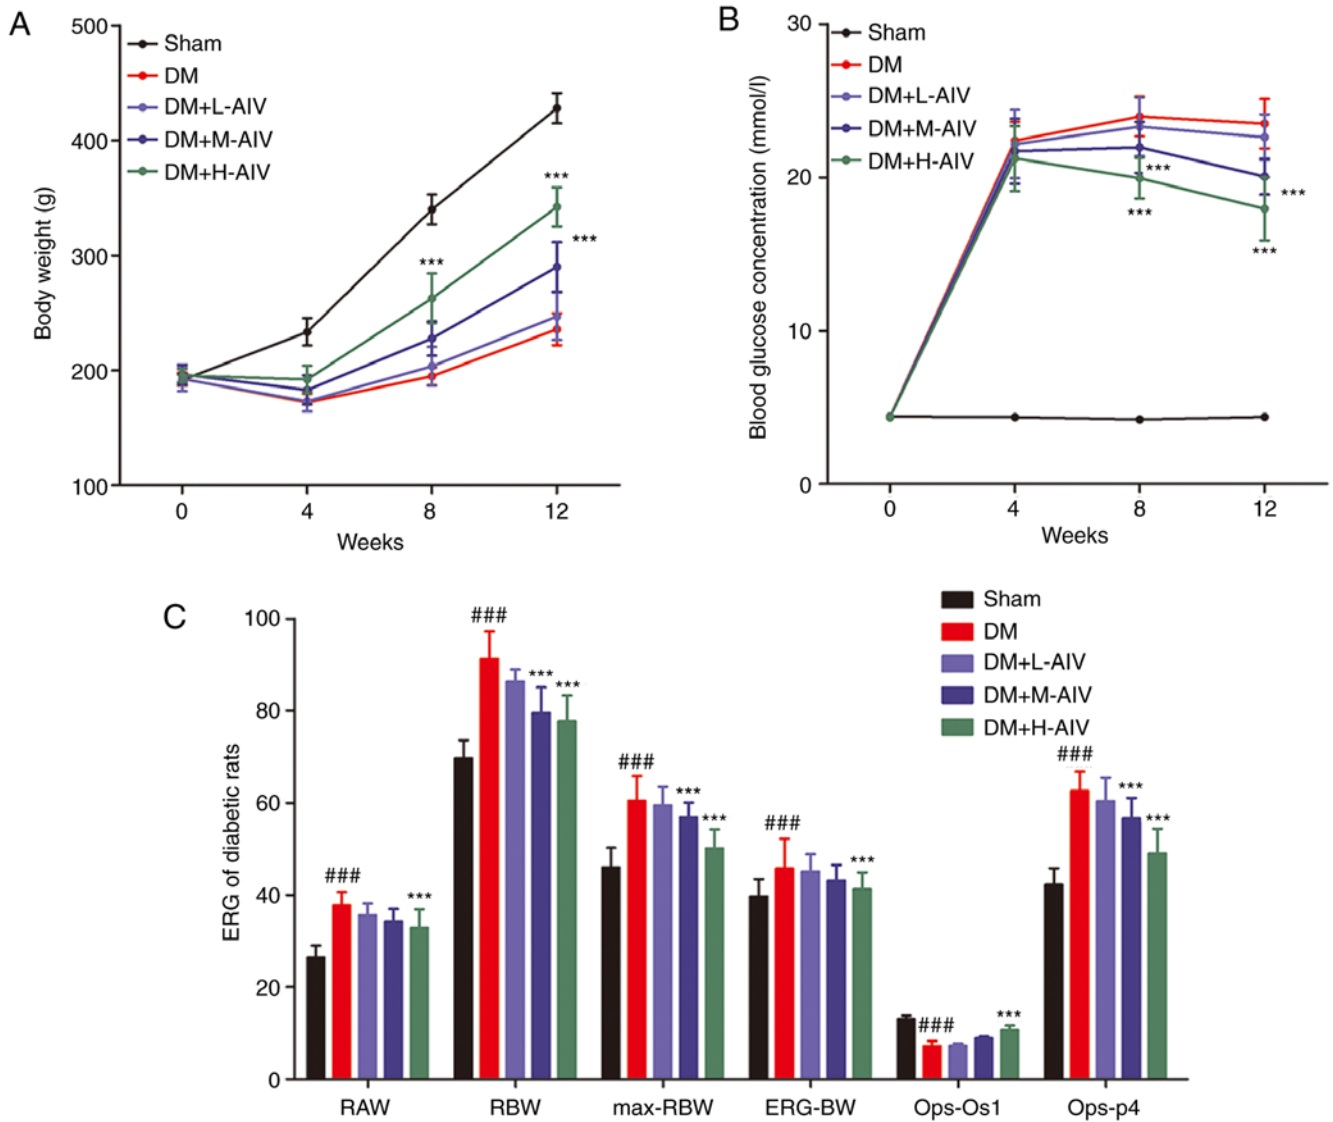 A
500
400
300
200
100
Body weight (g)
Sham
DM
DM+L-AIV
DM+M-AIV
DM+H-AIV
***
***
***
0
4
8
12
Weeks
B
30
20
10
0
Blood glucose concentration (mmol/l)
Sham
DM
DM+L-AIV
DM+M-AIV
DM+H-AIV
***
***
***
***
0
4
8
12
Weeks
C
100
80
60
40
20
0
ERG of diabetic rats
Sham
DM
DM+L-AIV
DM+M-AIV
DM+H-AIV
###
***
###
***
***
###
***
***
###
***
###
***
###
***
***
RAW
RBW
max-RBW
ERG-BW
Ops-Os1
Ops-p4